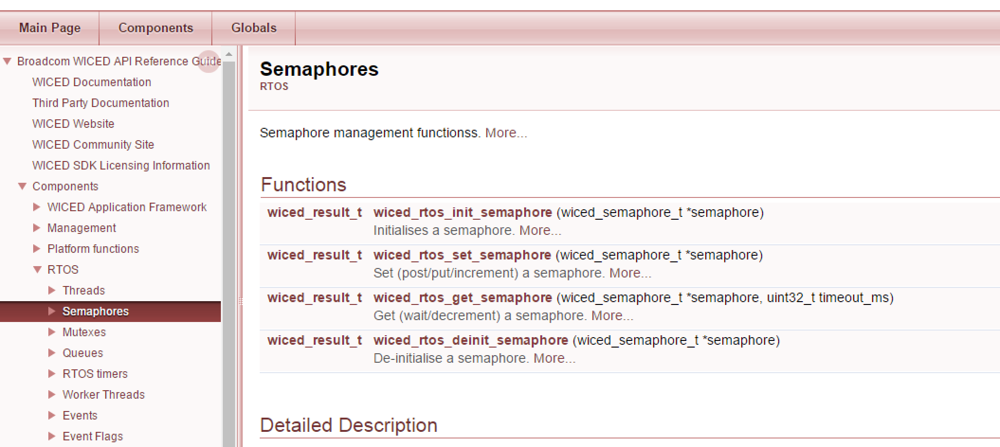 Main Page Components Globals
Broadcom WICED API Reference Guide
WICED Documentation
Third Party Documentation
WICED Website
WICED Community Site
WICED SDK Licensing Information
Components
WICED Application Framework
Management
Platform functions
RTOS
Threads
Semaphores
Mutexes
Queues
RTOS timers
Worker Threads
Events
Event Flags
Semaphores
RTOS
Semaphore management functionss. More...
Functions
wiced_result_t wiced_rtos_init_semaphore (wiced_semaphore_t *semaphore)
Initialises a semaphore. More...
wiced_result_t wiced_rtos_set_semaphore (wiced_semaphore_t *semaphore)
Set (post/put/increment) a semaphore. More...
wiced_result_t wiced_rtos_get_semaphore (wiced_semaphore_t *semaphore, uint32_t timeout_ms)
Get (wait/decrement) a semaphore. More...
wiced_result_t wiced_rtos_deinit_semaphore (wiced_semaphore_t *semaphore)
De-initialise a semaphore. More...
Detailed Description